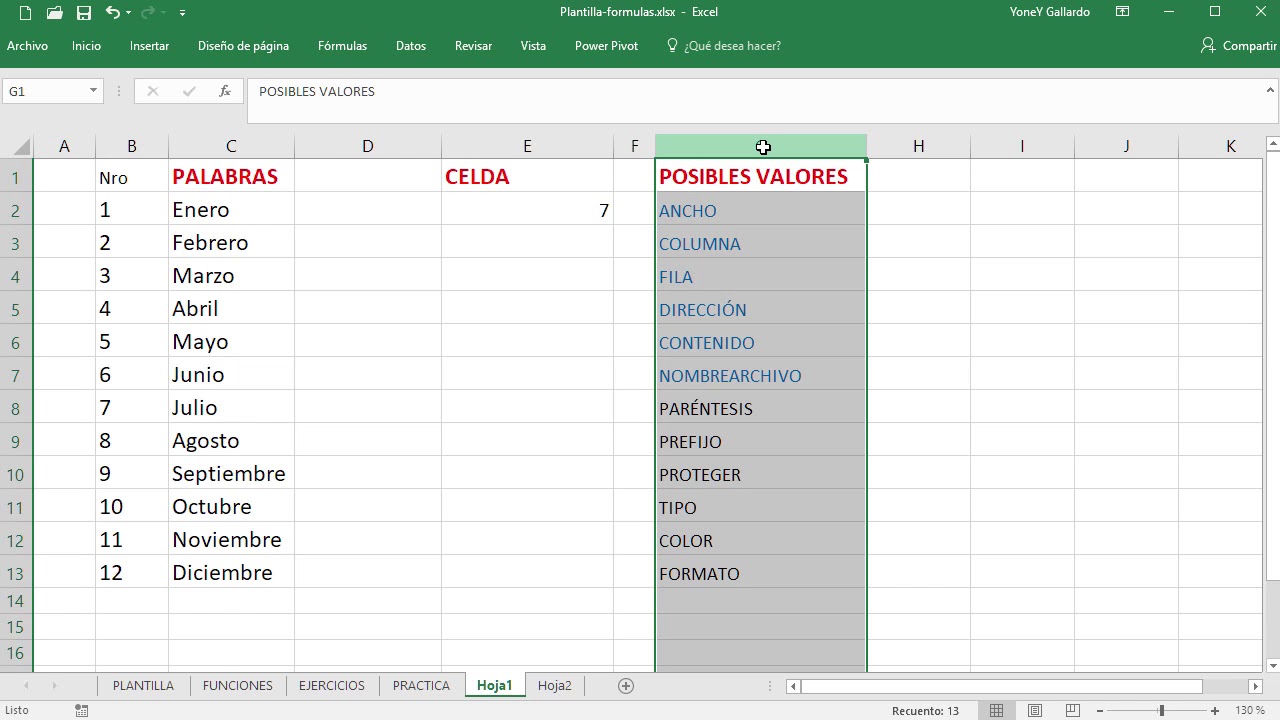 Plantilla-formulas.xlsx - Excel
YoneY Gallardo
Archivo Inicio Insertar Diseño de página Fórmulas Datos Revisar Vista Power Pivot ¿Qué desea hacer? Compartir
G1 fx POSIBLES VALORES
A B C D E F H I J K
1 Nro PALABRAS CELDA POSIBLES VALORES
2 1 Enero 7 ANCHO
3 2 Febrero COLUMNA
4 3 Marzo FILA
5 4 Abril DIRECCIÓN
6 5 Mayo CONTENIDO
7 6 Junio NOMBREARCHIVO
8 7 Julio PARÉNTESIS
9 8 Agosto PREFIJO
10 9 Septiembre PROTEGER
11 10 Octubre TIPO
12 11 Noviembre COLOR
13 12 Diciembre FORMATO
14
15
16
PLANTILLA FUNCIONES EJERCICIOS PRACTICA Hoja1 Hoja2
Listo Recuento: 13 130 %